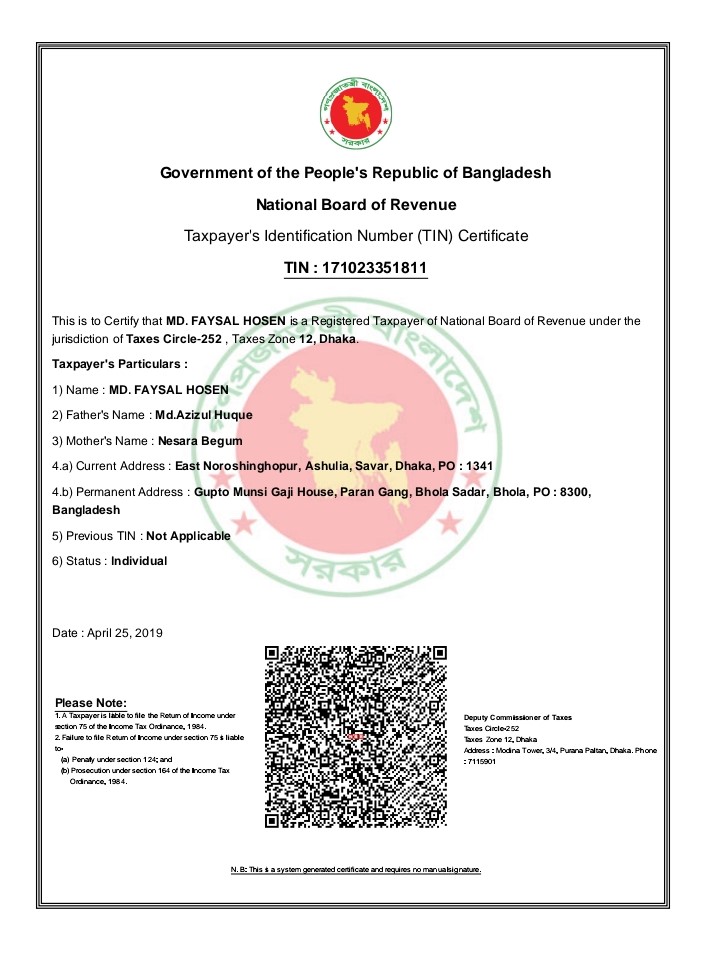 গণপ্রজাতন্ত্রী বাংলাদেশ
সরকার
Government of the People's Republic of Bangladesh
National Board of Revenue
Taxpayer's Identification Number (TIN) Certificate
TIN : 171023351811
This is to Certify that MD. FAYSAL HOSEN is a Registered Taxpayer of National Board of Revenue under the
jurisdiction of Taxes Circle-252 , Taxes Zone 12, Dhaka.
Taxpayer's Particulars :
1) Name : MD. FAYSAL HOSEN
2) Father's Name : Md.Azizul Huque
3) Mother's Name : Nesara Begum
4.a) Current Address : East Noroshinghopur, Ashulia, Savar, Dhaka, PO : 1341
4.b) Permanent Address : Gupto Munsi Gaji House, Paran Gang, Bhola Sadar, Bhola, PO : 8300,
Bangladesh
5) Previous TIN : Not Applicable
6) Status : Individual
গণপ্রজাতন্ত্রী বাংলাদেশ
সরকার
Date : April 25, 2019
Please Note:
1. A Taxpayer is liable to file the Return of Income under
section 75 of the Income Tax Ordinance, 1984.
2. Failure to file Return of Income under section 75 is liable
to-
(a) Penalty under section 124; and
(b) Prosecution under section 164 of the Income Tax
Ordinance, 1984.
Deputy Commissioner of Taxes
Taxes Circle-252
Taxes Zone 12, Dhaka
Address : Modina Tower, 3/4, Purana Paltan, Dhaka. Phone
: 7115901
N.B: This is a system generated certificate and requires no manual signature.